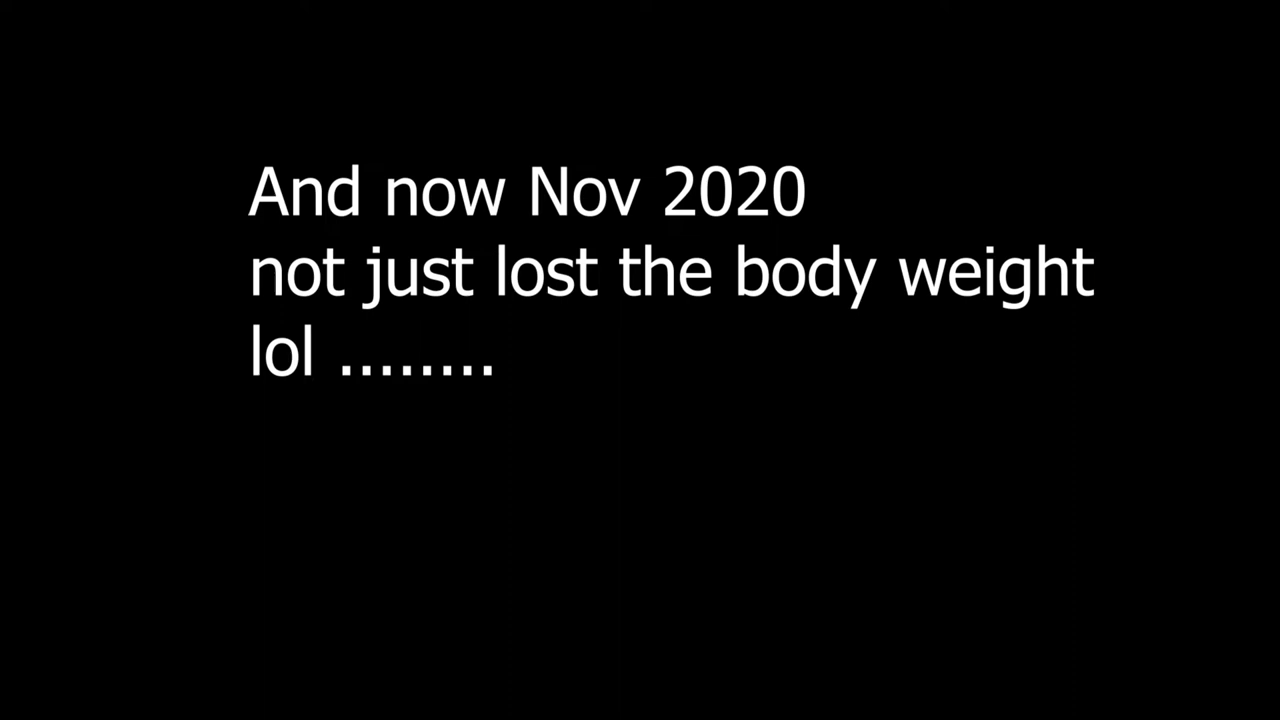 And now Nov 2020
not just lost the body weight
lol ........